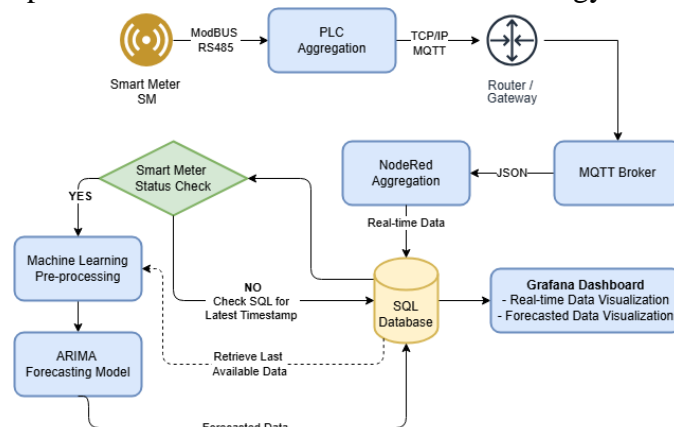 ModBUS
RS485
PLC
Aggregation
TCP/IP
MQTT
Smart Meter
SM
Router /
Gateway
Smart Meter
Status Check
NodeRed
Aggregation
JSON
MQTT Broker
YES
Real-time Data
Machine Learning
Pre-processing
NO
Check SQL for
Latest Timestamp
SQL
Database
Grafana Dashboard
- Real-time Data Visualization
- Forecasted Data Visualization
ARIMA
Forecasting Model
Retrieve Last
Available Data
Forecasted Data